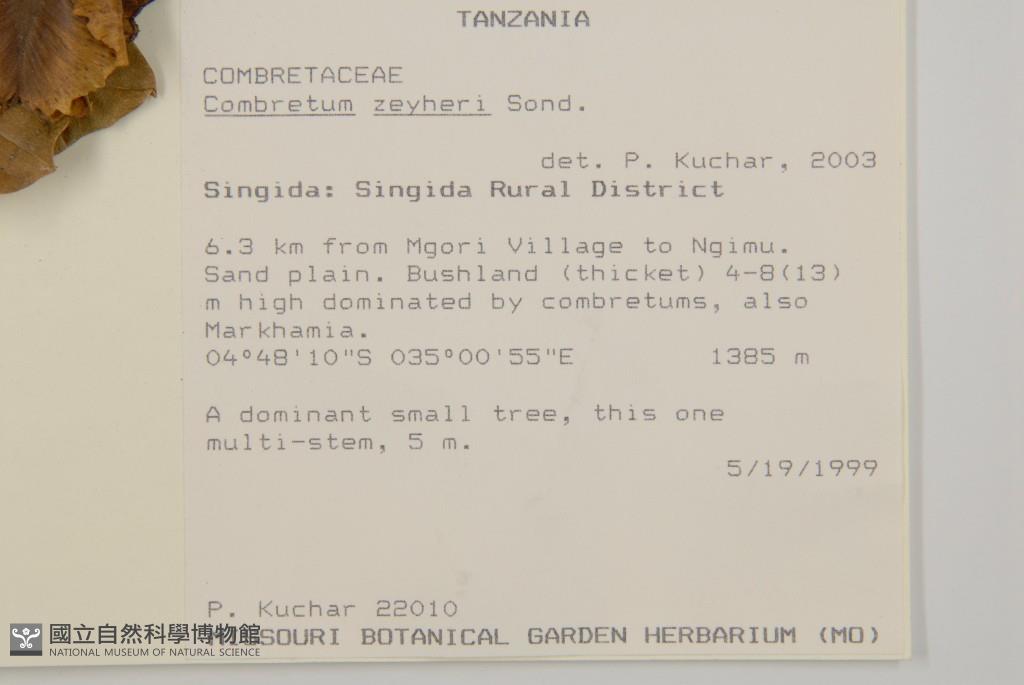 TANZANIA
COMBRETACEAE
Combretum zeyheri Sond.
det. P. Kuchar, 2003
Singida: Singida Rural District
6.3 km from Mgori Village to Ngimu.
Sand plain. Bushland (thicket) 4-8(13)
m high dominated by combretums, also
Markhamia.
04°48'10"S 035°00'55"E 1385 m
A dominant small tree, this one
multi-stem, 5 m.
5/19/1999
P. Kuchar 22010
MISSOURI BOTANICAL GARDEN HERBARIUM (MO)
國立自然科學博物館
NATIONAL MUSEUM OF NATURAL SCIENCE